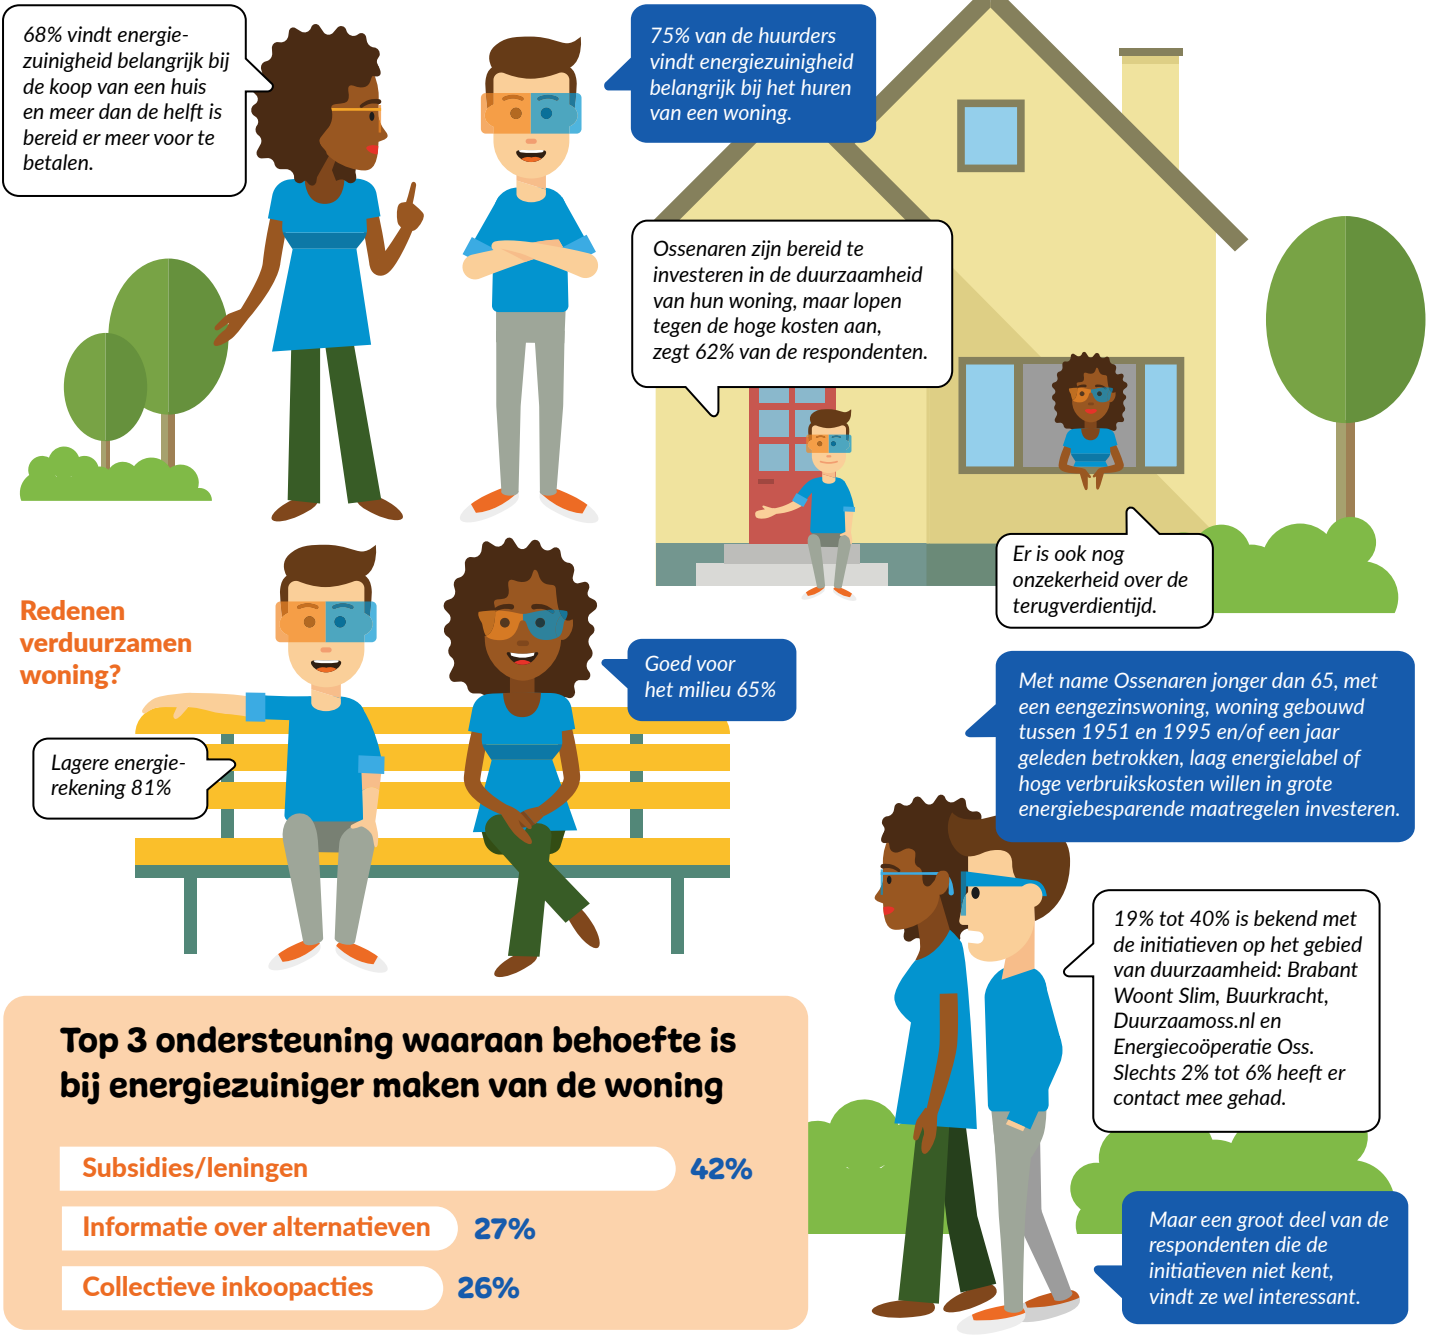 68% vindt energie-
zuinigheid belangrijk bij
de koop van een huis
en meer dan de helft is
bereid er meer voor te
betalen.
75% van de huurders
vindt energiezuinigheid
belangrijk bij het huren
van een woning.
Ossenaren zijn bereid te
investeren in de duurzaamheid
van hun woning, maar lopen
tegen de hoge kosten aan,
zegt 62% van de respondenten.
Er is ook nog
onzekerheid over de
terugverdientijd.
Redenen
verduurzamen
woning?
Goed voor
het milieu 65%
Lagere energie-
rekening 81%
Met name Ossenaren jonger dan 65, met
een eengezinswoning, woning gebouwd
tussen 1951 en 1995 en/of een jaar
geleden betrokken, laag energielabel of
hoge verbruikskosten willen in grote
energiebesparende maatregelen investeren.
19% tot 40% is bekend met
de initiatieven op het gebied
van duurzaamheid: Brabant
Woont Slim, Buurkracht,
Duurzaamoss.nl en
Energiecoöperatie Oss.
Slechts 2% tot 6% heeft er
contact mee gehad.
Maar een groot deel van de
respondenten die de
initiatieven niet kent,
vindt ze wel interessant.
Top 3 ondersteuning waaraan behoefte is
bij energiezuiniger maken van de woning
Subsidies/leningen 42%
Informatie over alternatieven 27%
Collectieve inkoopacties 26%